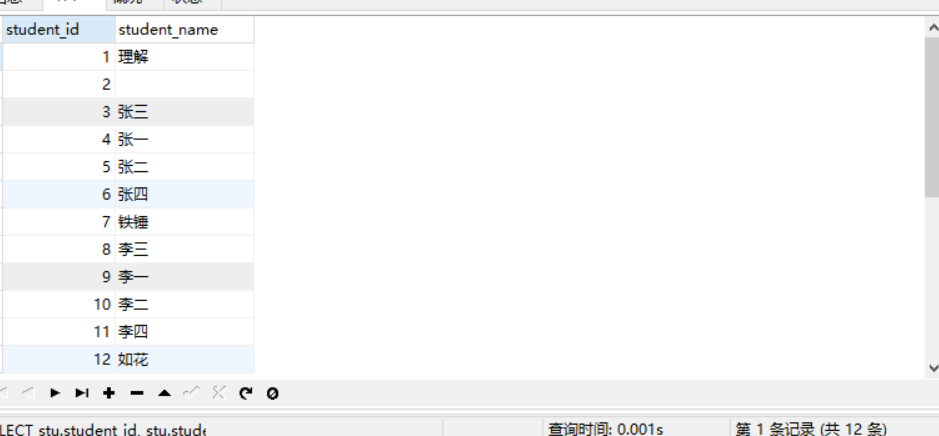 student_id student_name
1 理解
2
3 张三
4 张一
5 张二
6 张四
7 铁锤
8 李三
9 李一
10 李二
11 李四
12 如花
LECT stu.student_id, stu.stude 查询时间: 0.001s 第 1 条记录 (共 12 条)